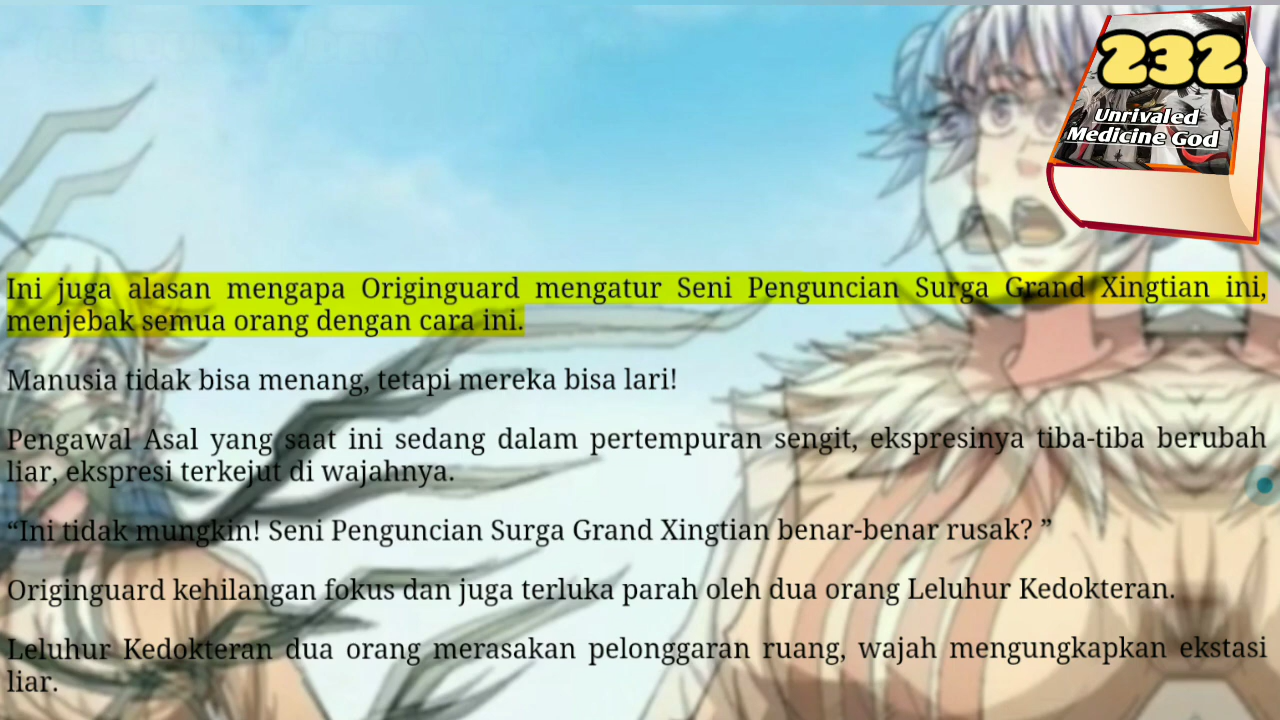 232
Unrivaled
Medicine God
Ini juga alasan mengapa Originguard mengatur Seni Penguncian Surga Grand Xingtian ini,
menjebak semua orang dengan cara ini.
Manusia tidak bisa menang, tetapi mereka bisa lari!
Pengawal Asal yang saat ini sedang dalam pertempuran sengit, ekspresinya tiba-tiba berubah
liar, ekspresi terkejut di wajahnya.
“Ini tidak mungkin! Seni Penguncian Surga Grand Xingtian benar-benar rusak? ”
Originguard kehilangan fokus dan juga terluka parah oleh dua orang Leluhur Kedokteran.
Leluhur Kedokteran dua orang merasakan pelonggaran ruang, wajah mengungkapkan ekstasi
liar.